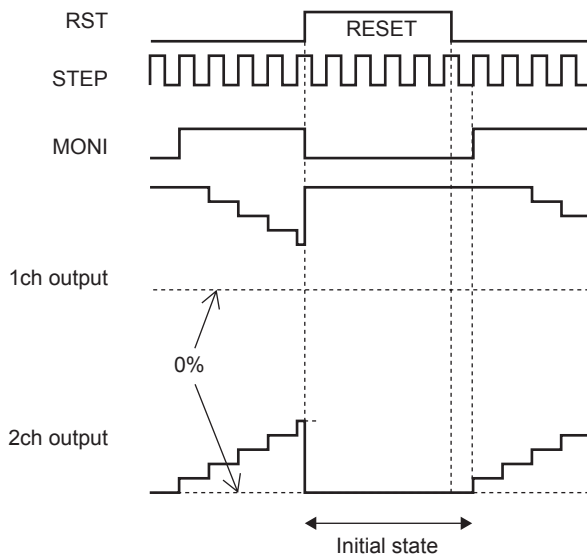 RST
RESET
STEP
MONI
1ch output
0%
2ch output
Initial state